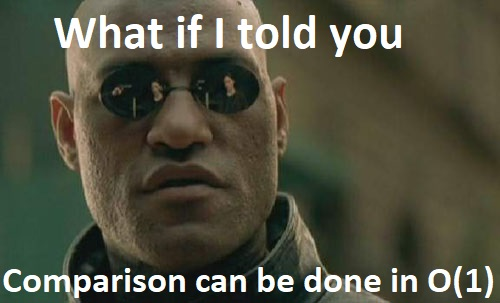 What if I told you
Comparison can be done in O(1)